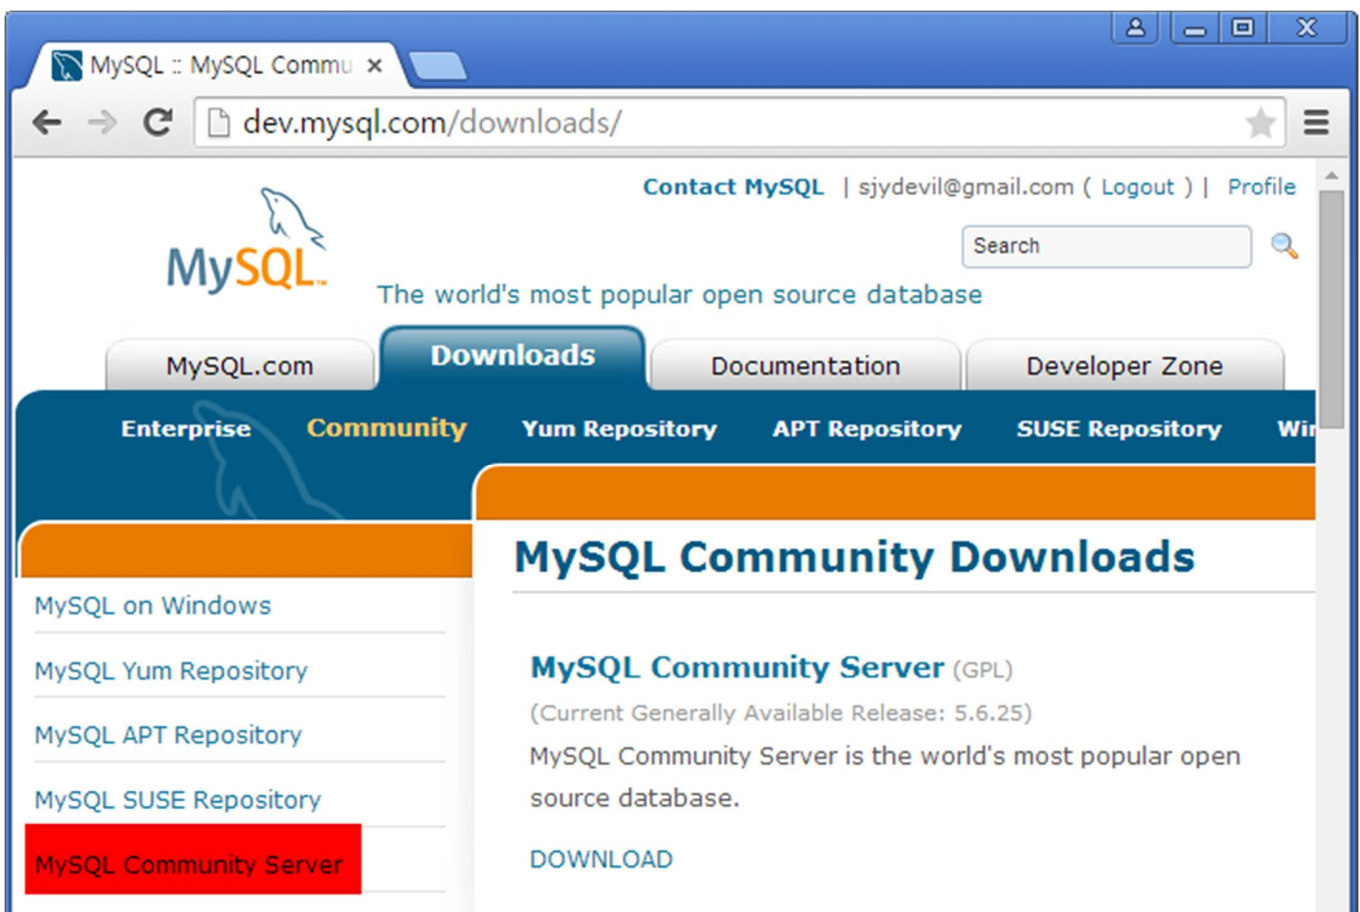 MySQL :: MySQL Commu
dev.mysql.com/downloads/
Contact MySQL | sjydevil@gmail.com ( Logout ) | Profile
Search
MySQL™
The world's most popular open source database
MySQL.com Downloads Documentation Developer Zone
Enterprise Community Yum Repository APT Repository SUSE Repository Wir
MySQL Community Downloads
MySQL on Windows
MySQL Yum Repository
MySQL APT Repository
MySQL SUSE Repository
MySQL Community Server
MySQL Community Server (GPL)
(Current Generally Available Release: 5.6.25)
MySQL Community Server is the world's most popular open
source database.
DOWNLOAD